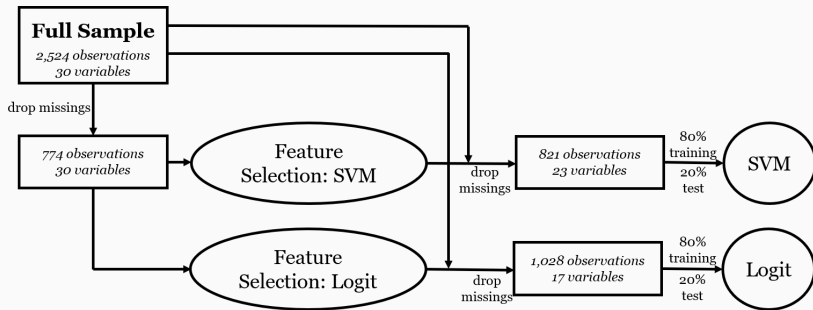 Full Sample
2,524 observations
30 variables
drop missings
774 observations
30 variables
Feature
Selection: SVM
drop
missings
821 observations
23 variables
80%
training
20%
test
SVM
Feature
Selection: Logit
drop
missings
1,028 observations
17 variables
80%
training
20%
test
Logit